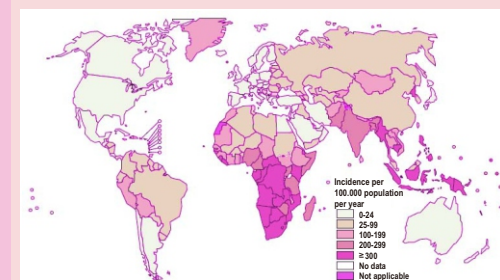 Incidence per
100.000 population
per year
0-24
25-99
100-199
200-299
≥ 300
No data
Not applicable